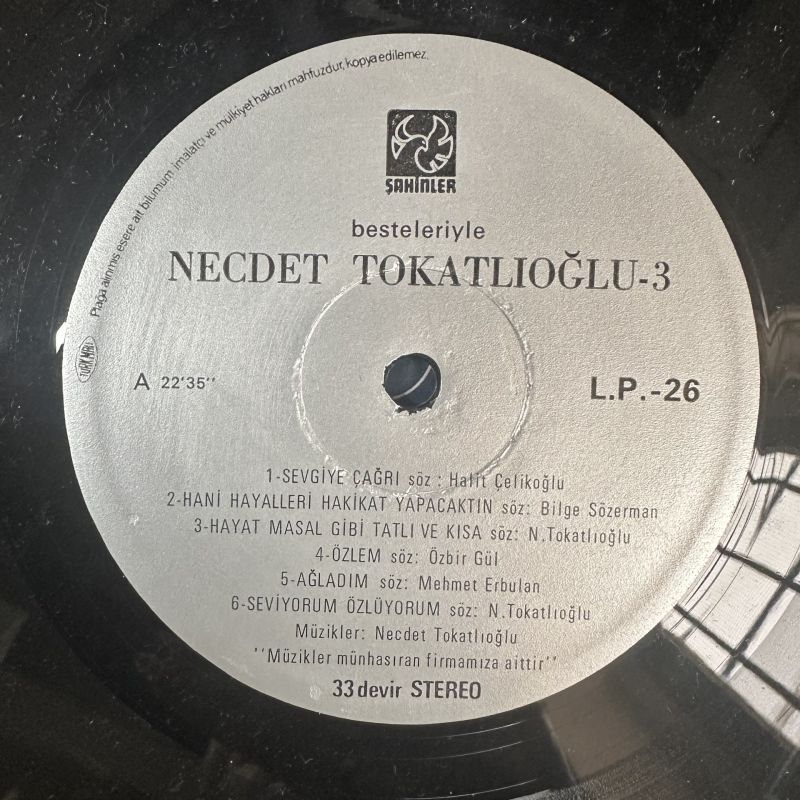 Plağa alınmış esere ait bilumum imalatçı ve mülkiyet hakları mahfuzdur, kopya edilemez.
ŞAHİNLER
besteleriyle
NECDET TOKATLIOĞLU-3
A 22'35''
L.P.-26
1-SEVGİYE ÇAĞRI söz : Halit Çelikoğlu
2-HANİ HAYALLERİ HAKİKAT YAPACAKTIN söz: Bilge Sözerman
3-HAYAT MASAL GİBİ TATLI VE KISA söz: N.Tokatlıoğlu
4-ÖZLEM söz: Özbir Gül
5-AĞLADIM söz: Mehmet Erbulan
6-SEVİYORUM ÖZLÜYORUM söz: N.Tokatlıoğlu
Müzikler: Necdet Tokatlıoğlu
''Müzikler münhasıran firmamıza aittir''
33 devir STEREO